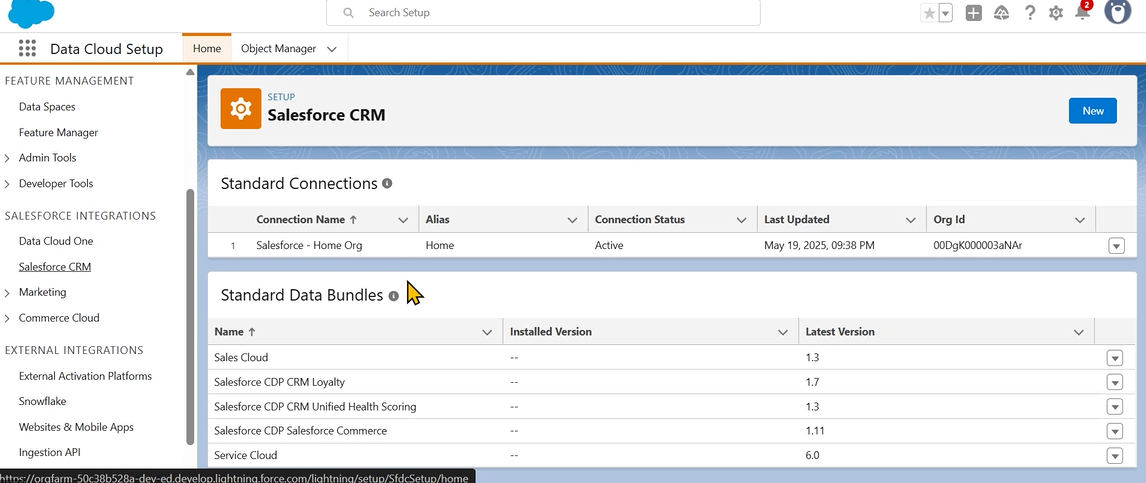 Search Setup
2
Data Cloud Setup
Home
Object Manager
FEATURE MANAGEMENT
Data Spaces
Feature Manager
Admin Tools
Developer Tools
SALESFORCE INTEGRATIONS
Data Cloud One
Salesforce CRM
Marketing
Commerce Cloud
EXTERNAL INTEGRATIONS
External Activation Platforms
Snowflake
Websites & Mobile Apps
Ingestion API
SETUP
Salesforce CRM
New
Standard Connections
Connection Name Alias Connection Status Last Updated Org Id
1 Salesforce - Home Org Home Active May 19, 2025, 09:38 PM 00DgK000003aNAr
Standard Data Bundles
Name Installed Version Latest Version
Sales Cloud -- 1.3
Salesforce CDP CRM Loyalty -- 1.7
Salesforce CDP CRM Unified Health Scoring -- 1.3
Salesforce CDP Salesforce Commerce -- 1.11
Service Cloud -- 6.0
https://orgfarm-50c38b528a-dev-ed.develop.lightning.force.com/lightning/setup/SfdcSetup/home